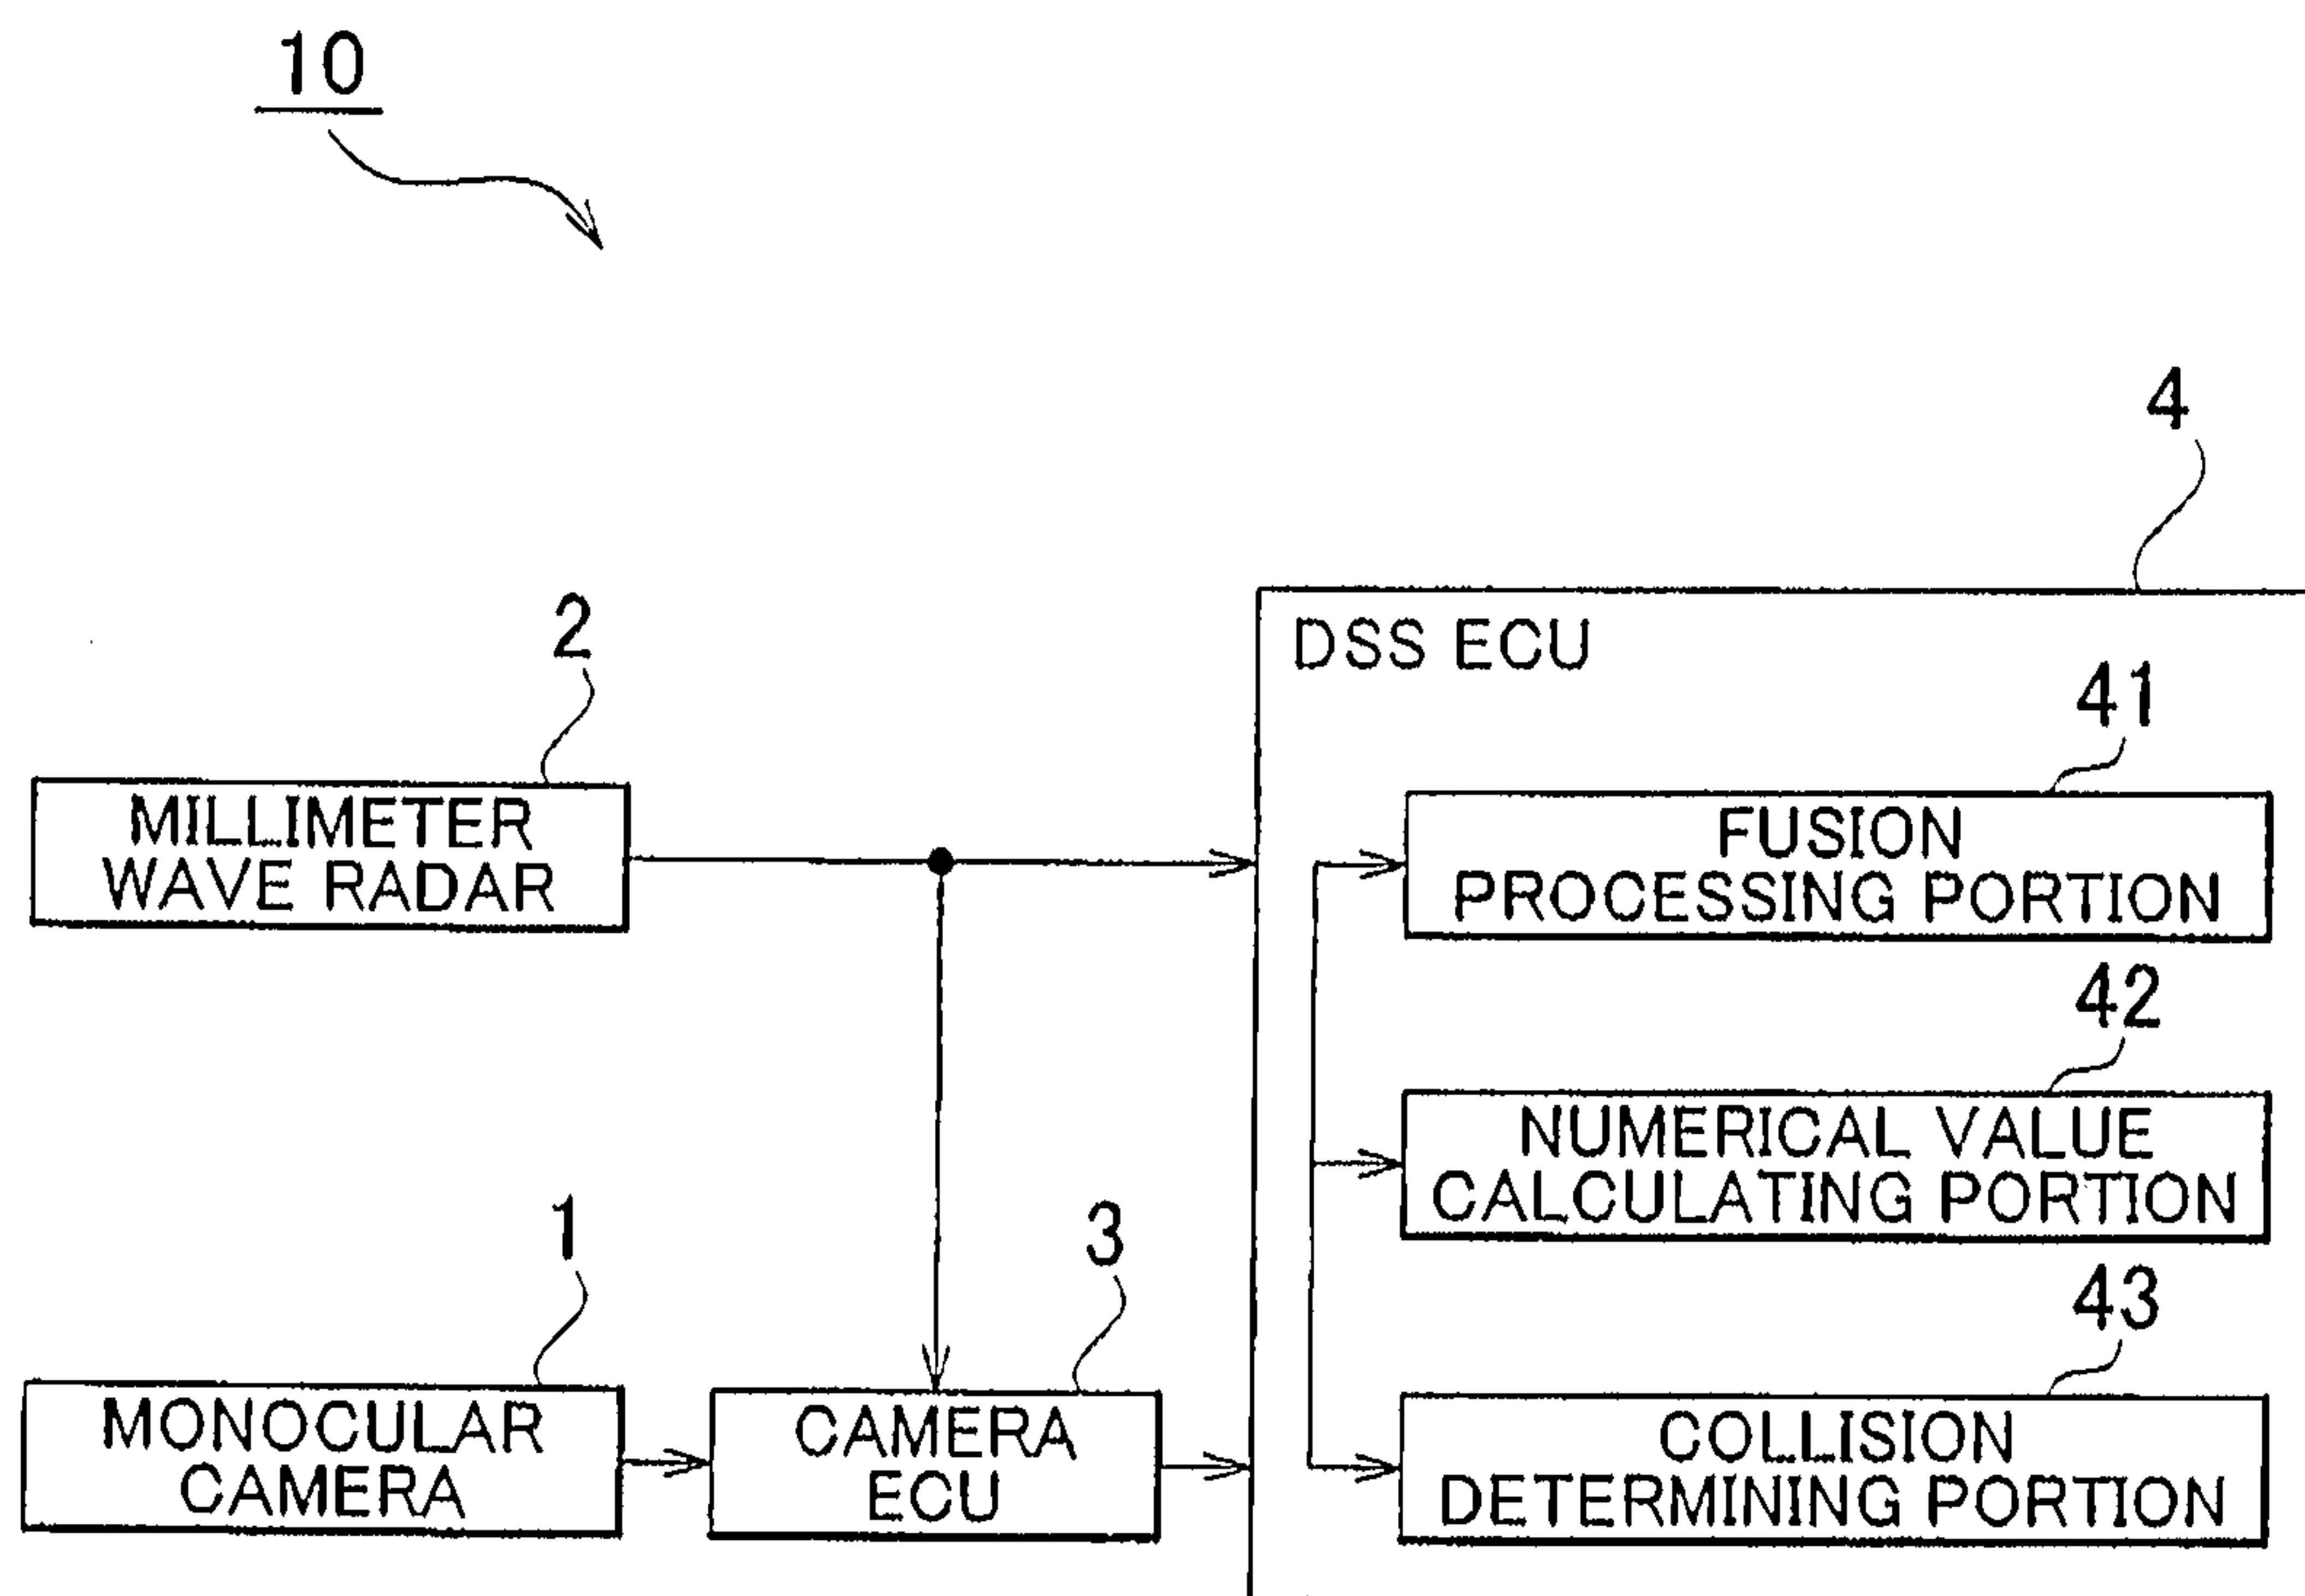 10
4
DSS ECU
2
41
MILLIMETER
WAVE RADAR
FUSION
PROCESSING PORTION
42
NUMERICAL VALUE
CALCULATING PORTION
1
3
43
MONOCULAR
CAMERA
CAMERA
ECU
COLLISION
DETERMINING PORTION